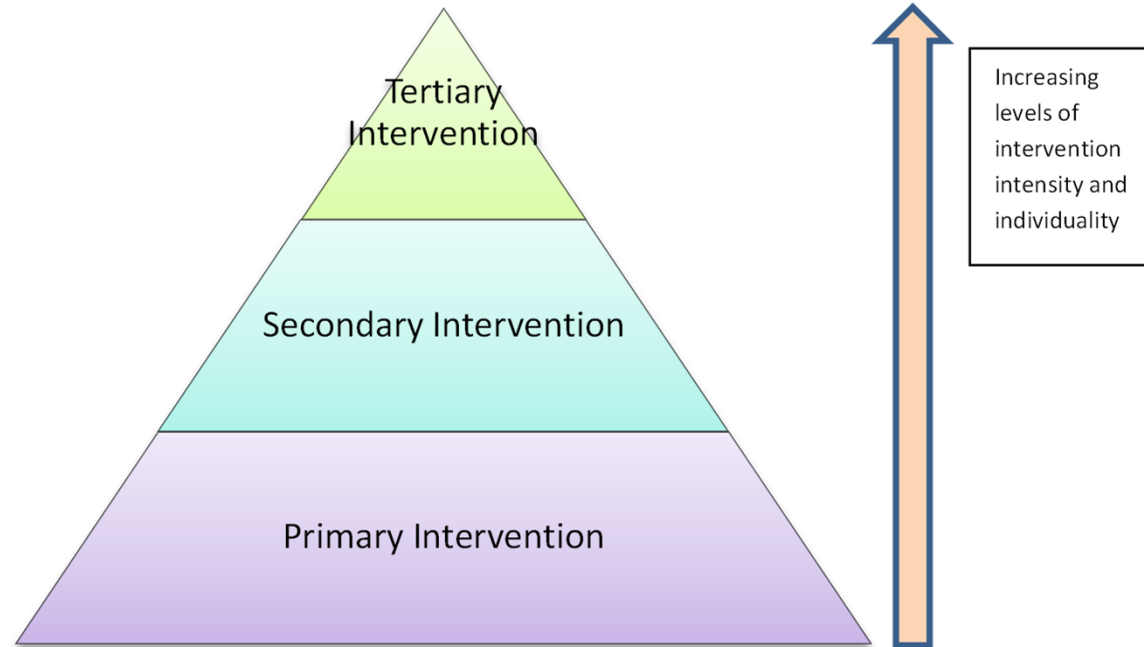 Tertiary
Intervention
Secondary Intervention
Primary Intervention
Increasing
levels of
intervention
intensity and
individuality